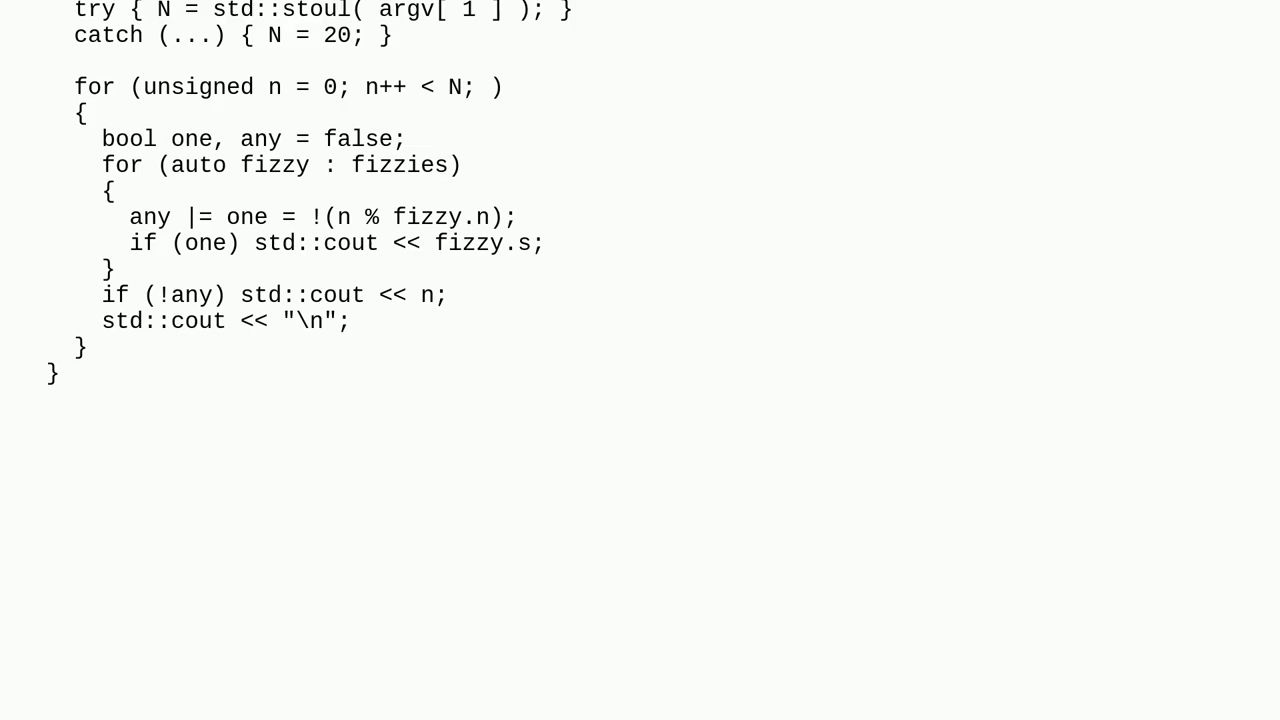 try { N = std::stoul( argv[ 1 ] ); }
catch (...) { N = 20; }
for (unsigned n = 0; n++ < N; )
{
bool one, any = false;
for (auto fizzy : fizzies)
{
any |= one = !(n % fizzy.n);
if (one) std::cout << fizzy.s;
}
if (!any) std::cout << n;
std::cout << "\n";
}
}